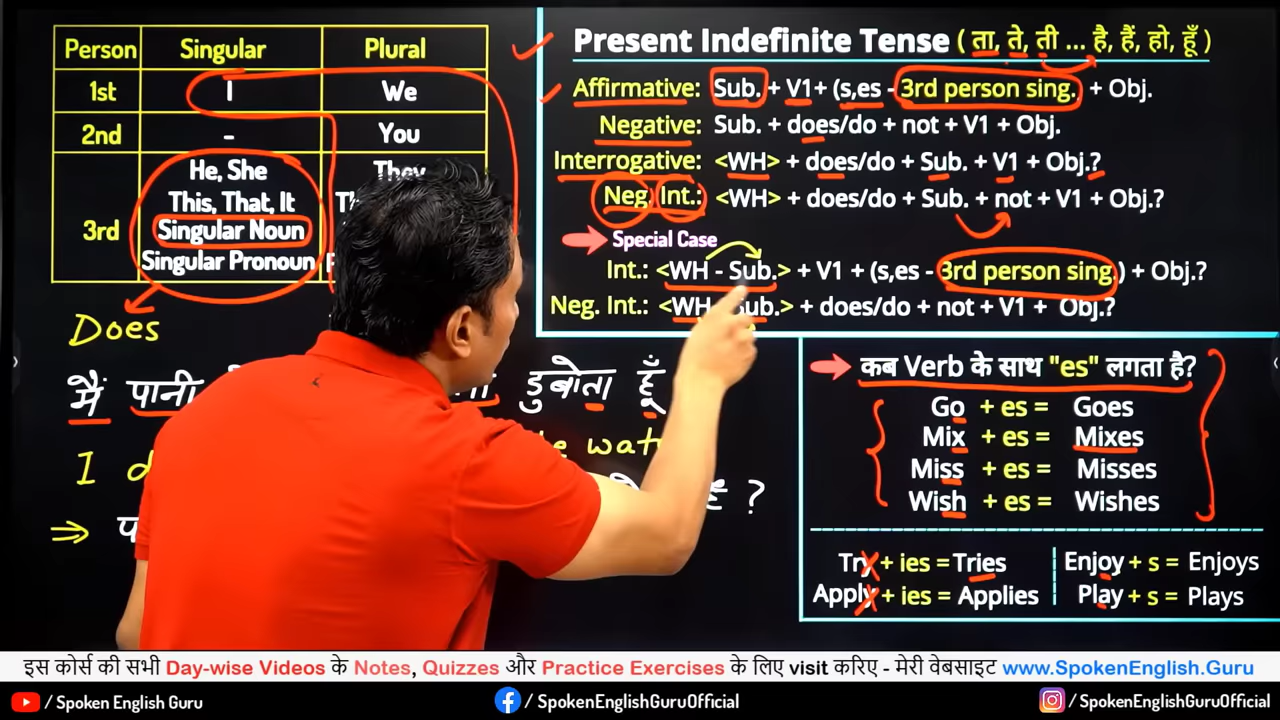 Person Singular Plural
1st I We
2nd - You
3rd
He, She They
This, That, It
Singular Noun
Singular Pronoun
Does
Present Indefinite Tense ( ता, ते, ती ... है, हैं, हो, हूँ )
Affirmative: Sub. + V1+ (s,es - 3rd person sing. + Obj.
Negative: Sub. + does/do + not + V1 + Obj.
Interrogative: <WH> + does/do + Sub. + V1 + Obj.?
Neg. Int.: <WH> + does/do + Sub. + not + V1 + Obj.?
Special Case
Int.: <WH - Sub.> + V1 + (s,es - 3rd person sing.) + Obj.?
Neg. Int.: <WH Sub.> + does/do + not + V1 + Obj.?
मैं पानी डुबोता हूँ
I
⇒ ?
कब Verb के साथ "es" लगता है?
Go + es = Goes
Mix + es = Mixes
Miss + es = Misses
Wish + es = Wishes
Try + ies = Tries
Apply + ies = Applies
Enjoy + s = Enjoys
Play + s = Plays
इस कोर्स की सभी Day-wise Videos के Notes, Quizzes और Practice Exercises के लिए visit करिए - मेरी वेबसाइट www.SpokenEnglish.Guru
/ Spoken English Guru / SpokenEnglishGuruOfficial / SpokenEnglishGuruOfficial